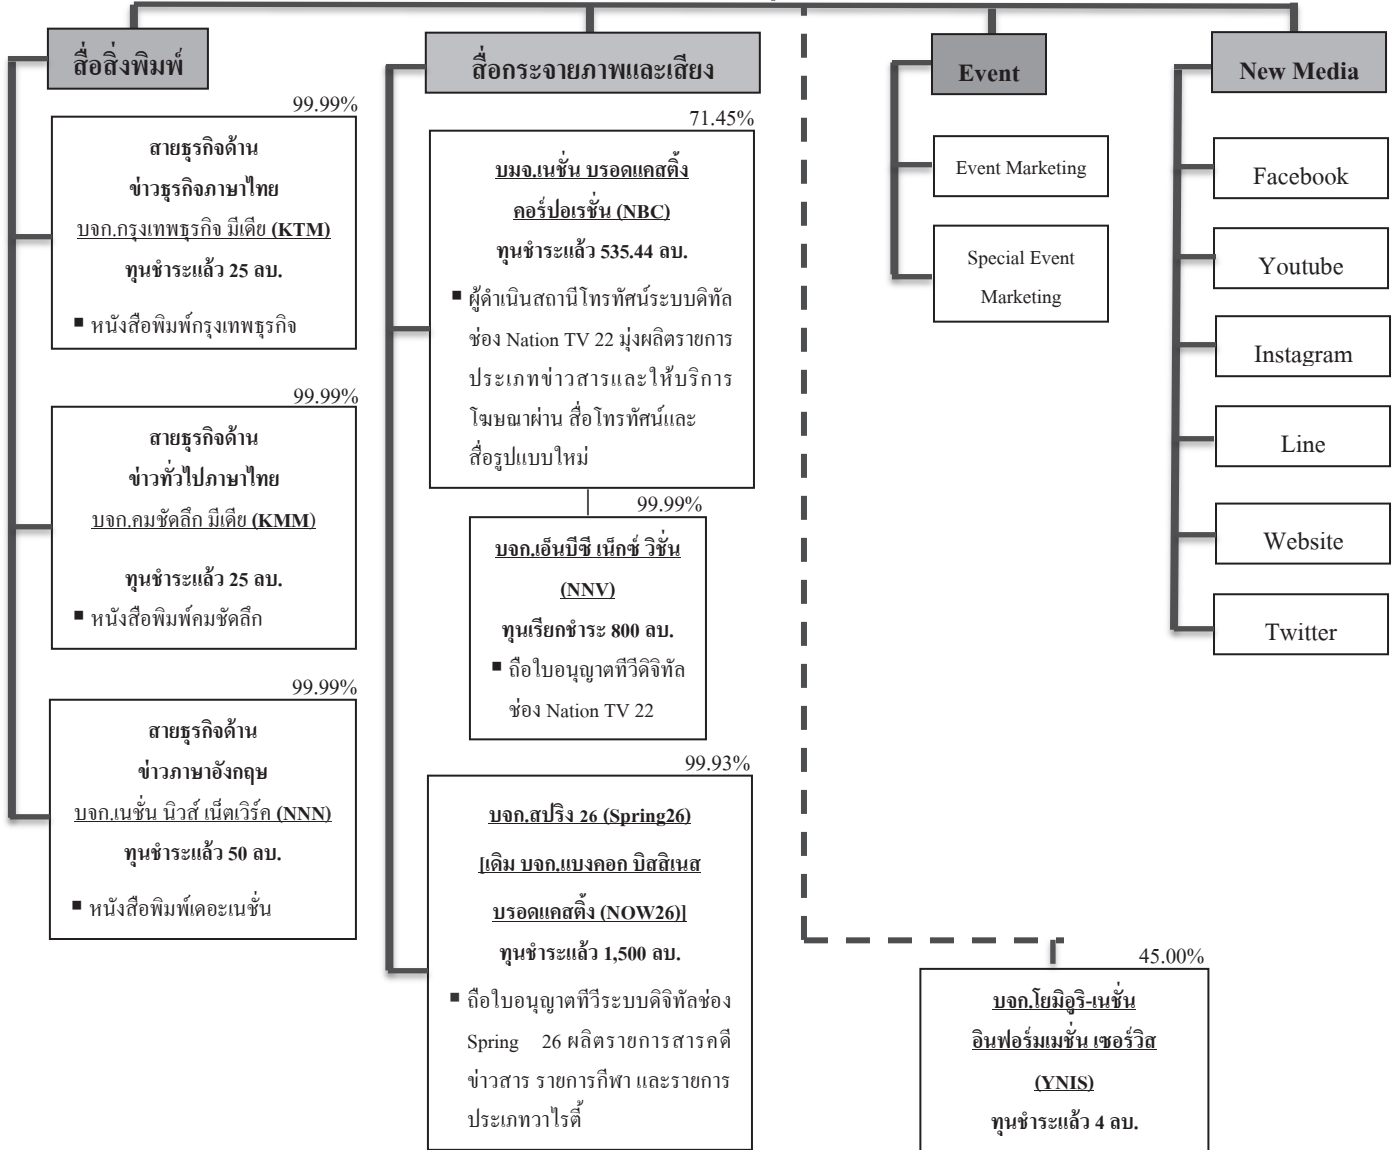 สื่อสิ่งพิมพ์
99.99%
สายธุรกิจด้าน
ข่าวธุรกิจภาษาไทย
บจก.กรุงเทพธุรกิจ มีเดีย (KTM)
ทุนชำระแล้ว 25 ลบ.
■ หนังสือพิมพ์กรุงเทพธุรกิจ
99.99%
สายธุรกิจด้าน
ข่าวทั่วไปภาษาไทย
บจก.คมชัดลึก มีเดีย (KMM)
ทุนชำระแล้ว 25 ลบ.
■ หนังสือพิมพ์คมชัดลึก
99.99%
สายธุรกิจด้าน
ข่าวภาษาอังกฤษ
บจก.เนชั่น นิวส์ เน็ตเวิร์ค (NNN)
ทุนชำระแล้ว 50 ลบ.
■ หนังสือพิมพ์เดอะเนชั่น
สื่อกระจายภาพและเสียง
71.45%
บมจ.เนชั่น บรอดแคสติ้ง
คอร์ปอเรชั่น (NBC)
ทุนชำระแล้ว 535.44 ลบ.
■ ผู้ดำเนินสถานีโทรทัศน์ระบบดิทัล
ช่อง Nation TV 22 มุ่งผลิตรายการ
ประเภทข่าวสารและให้บริการ
โฆษณาผ่าน สื่อโทรทัศน์และ
สื่อรูปแบบใหม่
99.99%
บจก.เอ็นบีซี เน็กซ์ วิชั่น
(NNV)
ทุนเรียกชำระ 800 ลบ.
■ ถือใบอนุญาตทีวีดิจิทัล
ช่อง Nation TV 22
99.93%
บจก.สปริง 26 (Spring26)
[เดิม บจก.แบงคอก บิสสิเนส
บรอดแคสติ้ง (NOW26)]
ทุนชำระแล้ว 1,500 ลบ.
■ ถือใบอนุญาตทีวีระบบดิจิทัลช่อง
Spring 26 ผลิตรายการสารคดี
ข่าวสาร รายการกีฬา และรายการ
ประเภทวาไรตี้
Event
Event Marketing
Special Event
Marketing
New Media
Facebook
Youtube
Instagram
Line
Website
Twitter
45.00%
บจก.โยมิอูริ-เนชั่น
อินฟอร์มเมชั่น เซอร์วิส
(YNIS)
ทุนชำระแล้ว 4 ลบ.